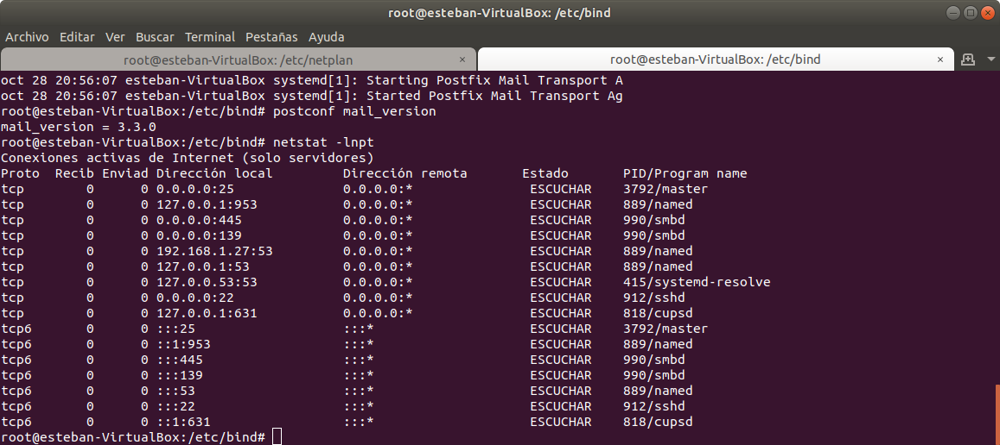 root@esteban-VirtualBox: /etc/bind
Archivo Editar Ver Buscar Terminal Pestañas Ayuda
root@esteban-VirtualBox: /etc/netplan × root@esteban-VirtualBox: /etc/bind ×
oct 28 20:56:07 esteban-VirtualBox systemd[1]: Starting Postfix Mail Transport A
oct 28 20:56:07 esteban-VirtualBox systemd[1]: Started Postfix Mail Transport Ag
root@esteban-VirtualBox:/etc/bind# postconf mail_version
mail_version = 3.3.0
root@esteban-VirtualBox:/etc/bind# netstat -lnpt
Conexiones activas de Internet (solo servidores)
Proto  Recib Enviad Dirección local         Dirección remota       Estado       PID/Program name
tcp        0      0 0.0.0.0:25              0.0.0.0:*               ESCUCHAR    3792/master
tcp        0      0 127.0.0.1:953           0.0.0.0:*               ESCUCHAR    889/named
tcp        0      0 0.0.0.0:445             0.0.0.0:*               ESCUCHAR    990/smbd
tcp        0      0 0.0.0.0:139             0.0.0.0:*               ESCUCHAR    990/smbd
tcp        0      0 192.168.1.27:53         0.0.0.0:*               ESCUCHAR    889/named
tcp        0      0 127.0.0.1:53            0.0.0.0:*               ESCUCHAR    889/named
tcp        0      0 127.0.0.53:53           0.0.0.0:*               ESCUCHAR    415/systemd-resolve
tcp        0      0 0.0.0.0:22              0.0.0.0:*               ESCUCHAR    912/sshd
tcp        0      0 127.0.0.1:631           0.0.0.0:*               ESCUCHAR    818/cupsd
tcp6       0      0 :::25                   :::*                    ESCUCHAR    3792/master
tcp6       0      0 ::1:953                 :::*                    ESCUCHAR    889/named
tcp6       0      0 :::445                  :::*                    ESCUCHAR    990/smbd
tcp6       0      0 :::139                  :::*                    ESCUCHAR    990/smbd
tcp6       0      0 :::53                   :::*                    ESCUCHAR    889/named
tcp6       0      0 :::22                   :::*                    ESCUCHAR    912/sshd
tcp6       0      0 ::1:631                 :::*                    ESCUCHAR    818/cupsd
root@esteban-VirtualBox:/etc/bind#